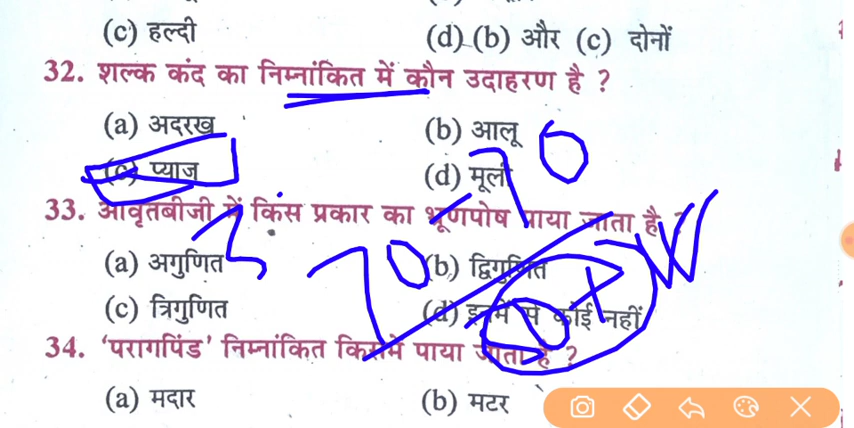 (c) हल्दी (d) (b) और (c) दोनों
32. शल्क कंद का निम्नांकित में कौन उदाहरण है ?
(a) अदरख (b) आलू
(c) प्याज (d) मूली
33. आवृतबीजी में किस प्रकार का भ्रूणपोष पाया जाता है ?
(a) अगुणित (b) द्विगुणित
(c) त्रिगुणित (d) इनमें से कोई नहीं
34. ‘परागपिंड’ निम्नांकित किसमें पाया जाता है ?
(a) मदार (b) मटर